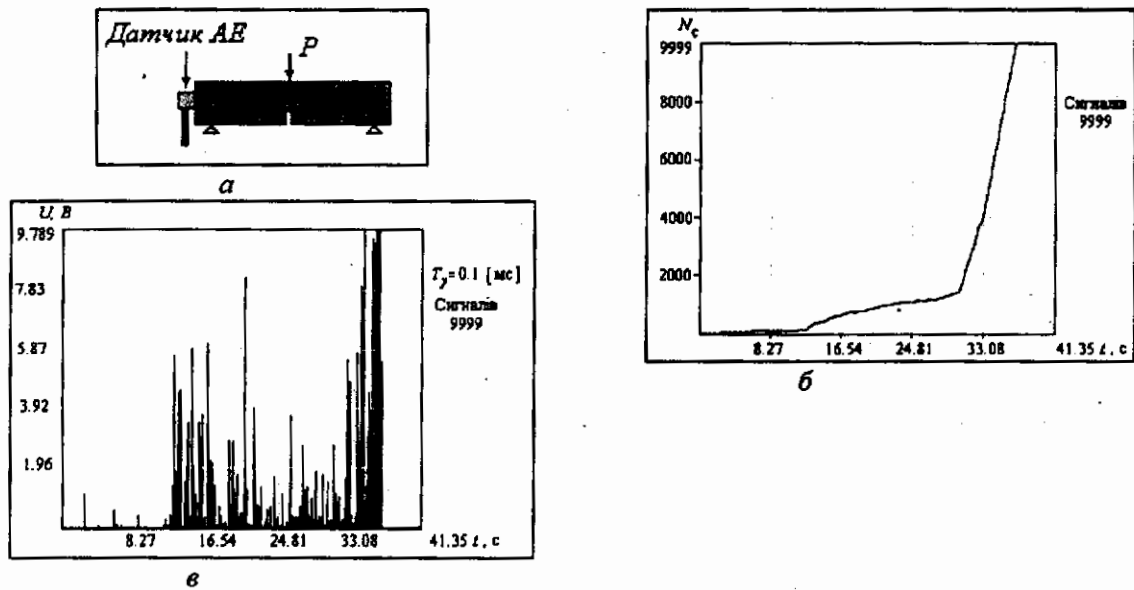 Датчик АЕ
P
а
N_c
9999
8000
6000
4000
2000
8.27 16.54 24.81 33.08 41.35 t, с
Сигналів
9999
б
U, В
9.789
7.83
5.87
3.92
1.96
8.27 16.54 24.81 33.08 41.35 t, с
T_у=0.1 [мс]
Сигналів
9999
в